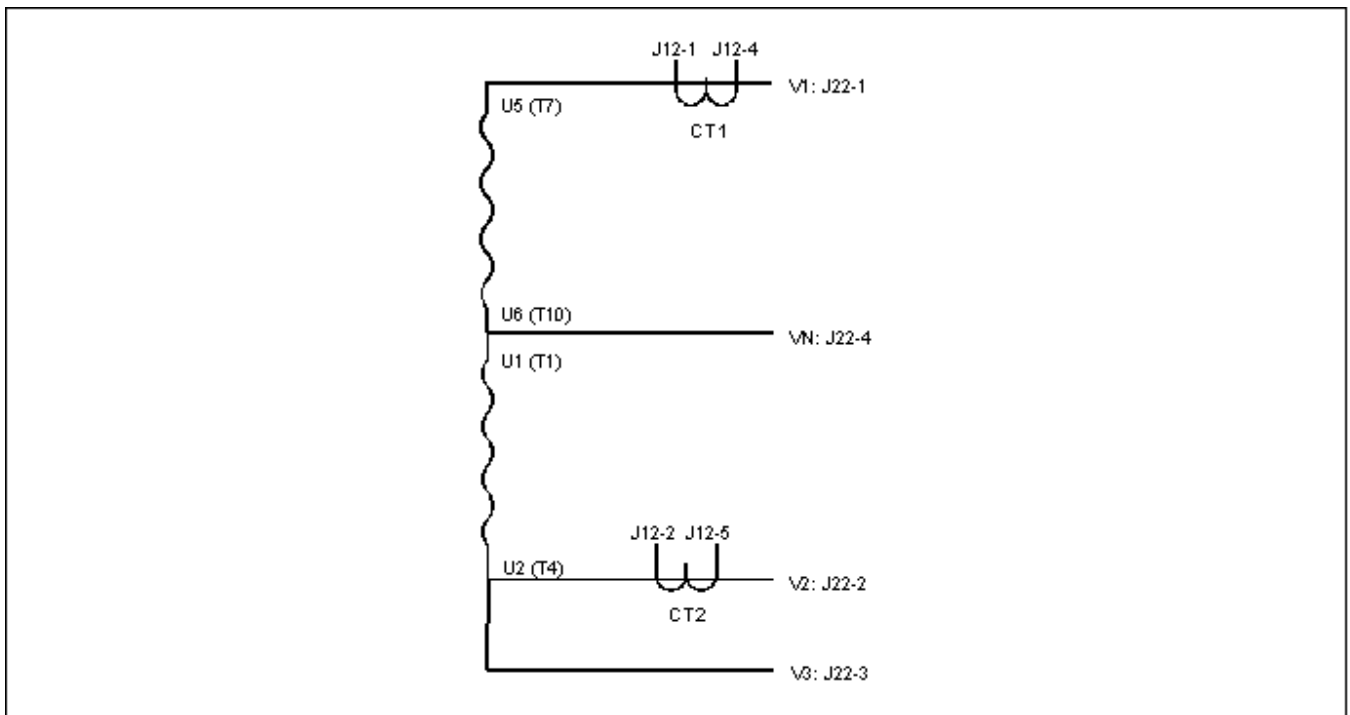 J12-1 J12-4
V1: J22-1
U5 (T7)
CT1
U6 (T10)
VN: J22-4
U1 (T1)
J12-2 J12-5
U2 (T4)
V2: J22-2
CT2
V3: J22-3